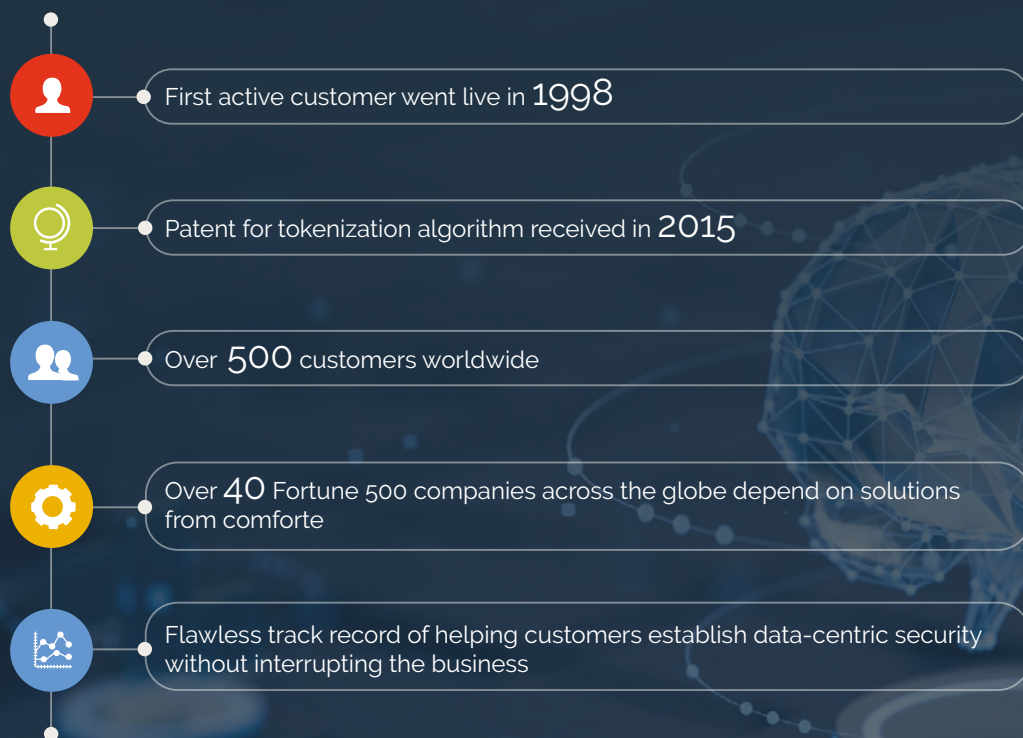 First active customer went live in 1998
Patent for tokenization algorithm received in 2015
Over 500 customers worldwide
Over 40 Fortune 500 companies across the globe depend on solutions
from comforte
Flawless track record of helping customers establish data-centric security
without interrupting the business